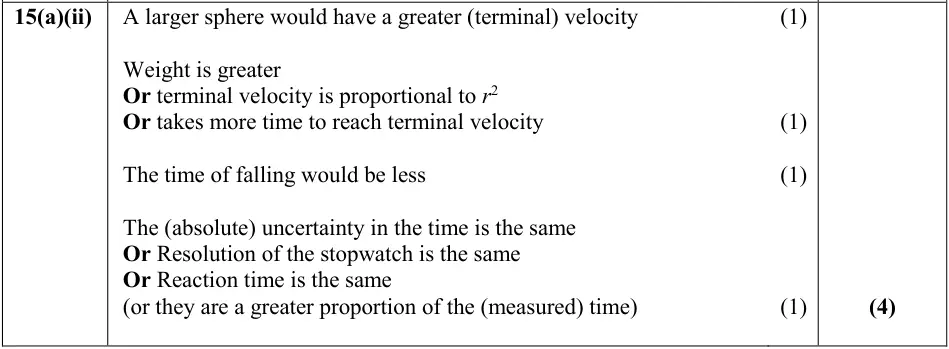 15(a)(ii) A larger sphere would have a greater (terminal) velocity (1)
Weight is greater
Or terminal velocity is proportional to r²
Or takes more time to reach terminal velocity (1)
The time of falling would be less (1)
The (absolute) uncertainty in the time is the same
Or Resolution of the stopwatch is the same
Or Reaction time is the same
(or they are a greater proportion of the (measured) time) (1) (4)